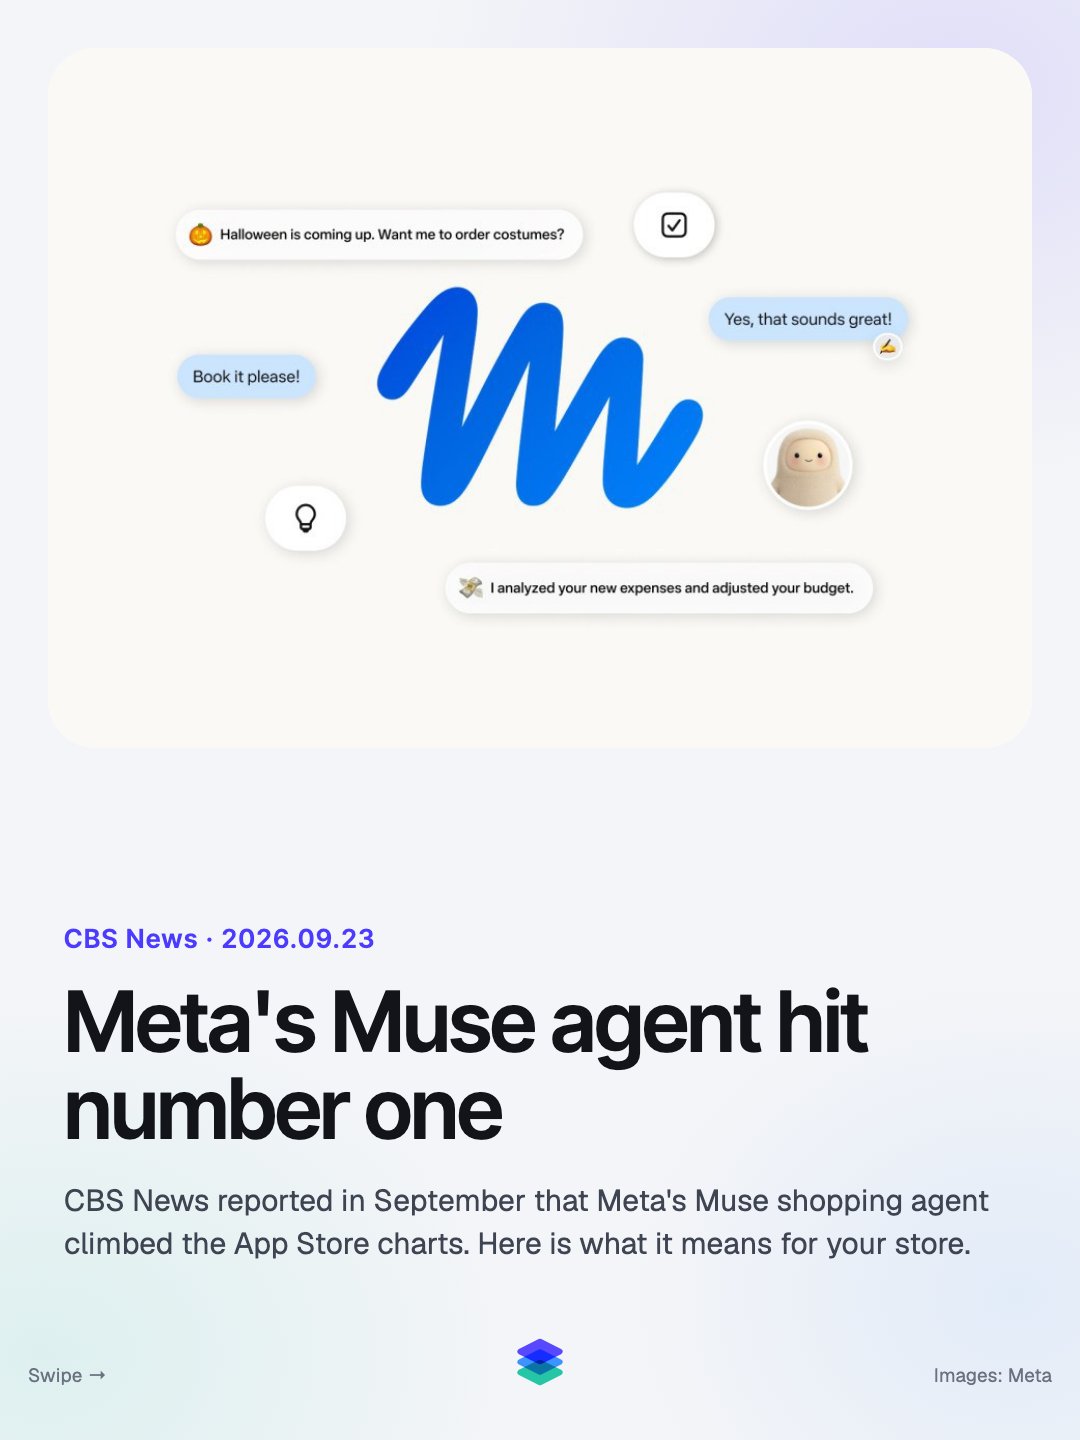 🎃 Halloween is coming up. Want me to order costumes?
Yes, that sounds great!
Book it please!
💸 I analyzed your new expenses and adjusted your budget.
CBS News · 2026.09.23
Meta's Muse agent hit
number one
CBS News reported in September that Meta's Muse shopping agent
climbed the App Store charts. Here is what it means for your store.
Swipe →
Images: Meta